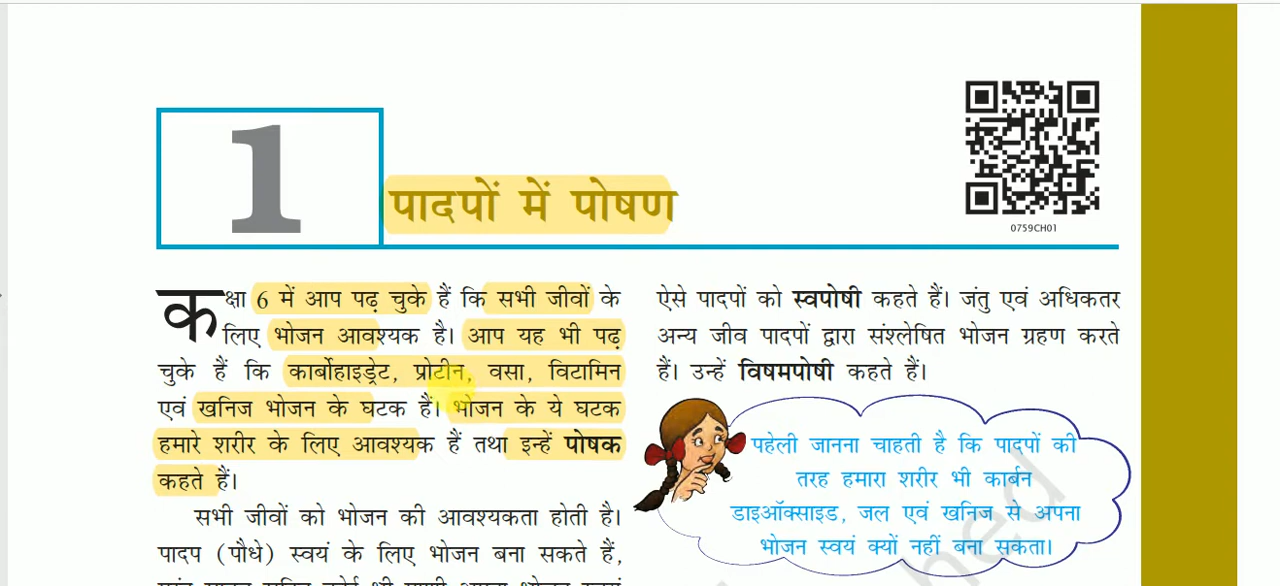 1
पादपों में पोषण
0759CH01
कक्षा 6 में आप पढ़ चुके हैं कि सभी जीवों के
लिए भोजन आवश्यक है। आप यह भी पढ़
चुके हैं कि कार्बोहाइड्रेट, प्रोटीन, वसा, विटामिन
एवं खनिज भोजन के घटक हैं। भोजन के ये घटक
हमारे शरीर के लिए आवश्यक हैं तथा इन्हें पोषक
कहते हैं।
सभी जीवों को भोजन की आवश्यकता होती है।
पादप (पौधे) स्वयं के लिए भोजन बना सकते हैं,
ऐसे पादपों को स्वपोषी कहते हैं। जंतु एवं अधिकतर
अन्य जीव पादपों द्वारा संश्लेषित भोजन ग्रहण करते
हैं। उन्हें विषमपोषी कहते हैं।
पहेली जानना चाहती है कि पादपों की
तरह हमारा शरीर भी कार्बन
डाइऑक्साइड, जल एवं खनिज से अपना
भोजन स्वयं क्यों नहीं बना सकता।